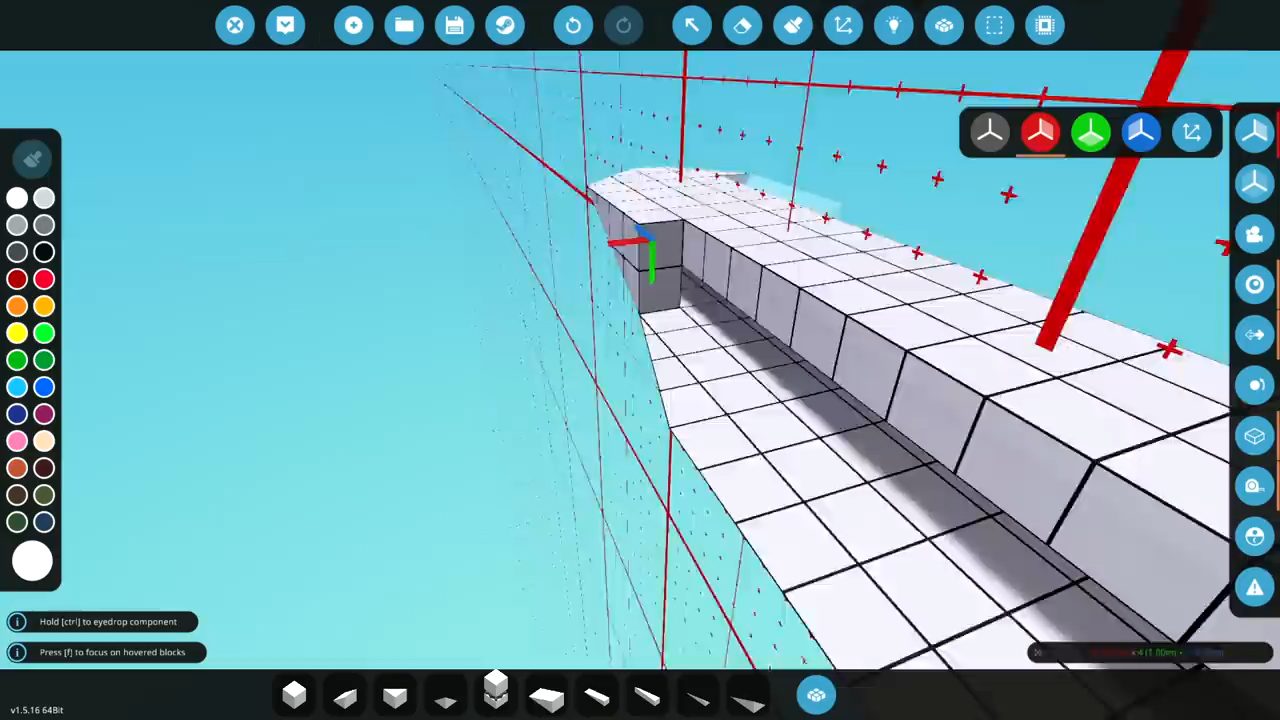 Hold [ctrl] to eyedrop component
Press [f] to focus on hovered blocks
v1.5.16 64Bit